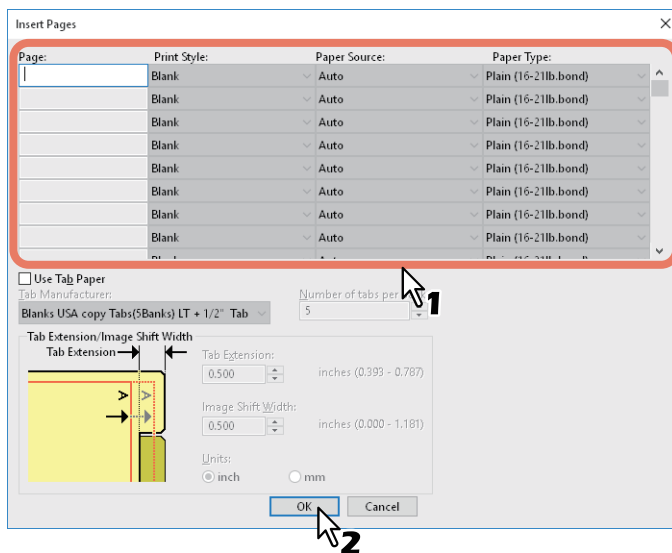 Insert Pages
Page: Print Style: Paper Source: Paper Type:
Blank Auto Plain (16-21lb.bond)
Blank Auto Plain (16-21lb.bond)
Blank Auto Plain (16-21lb.bond)
Blank Auto Plain (16-21lb.bond)
Blank Auto Plain (16-21lb.bond)
Blank Auto Plain (16-21lb.bond)
Blank Auto Plain (16-21lb.bond)
Blank Auto Plain (16-21lb.bond)
Use Tab Paper
Tab Manufacturer: Number of tabs per
1
Blanks USA copy Tabs(5Banks) LT + 1/2" Tab 5
Tab Extension/Image Shift Width
Tab Extension
Tab Extension:
0.500 inches (0.393 - 0.787)
A A
Image Shift Width:
0.500 inches (0.000 - 1.181)
Units:
inch mm
OK Cancel
2